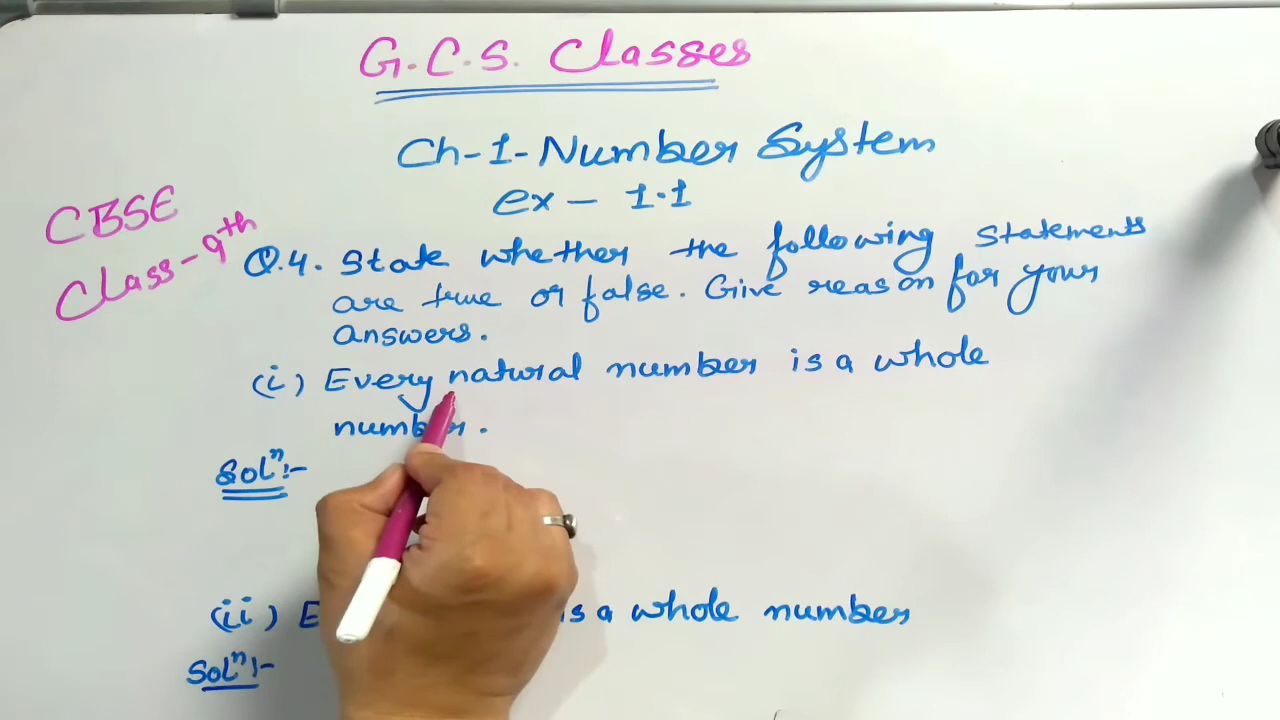 G.C.S. Classes
Ch-1-Number System
ex - 1.1
CBSE
Class-9th
Q.4. State whether the following statements
are true or false. Give reason for your
answers.
(i) Every natural number is a whole
number.
Solⁿ:-
(ii) is a whole number
Solⁿ:-